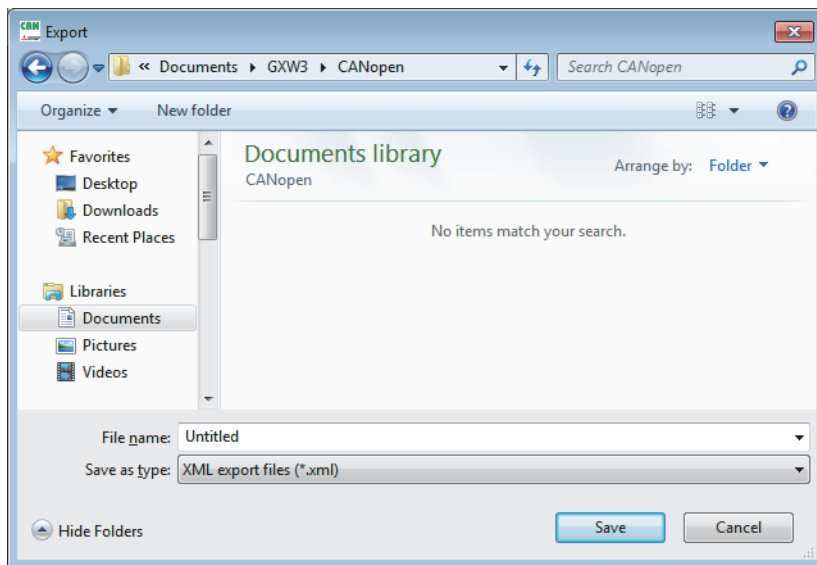 CAN
Export
« Documents ▸ GXW3 ▸ CANopen
Search CANopen
Organize
New folder
Favorites
Desktop
Downloads
Recent Places
Libraries
Documents
Pictures
Videos
Documents library
CANopen
Arrange by: Folder
No items match your search.
File name: Untitled
Save as type: XML export files (*.xml)
Hide Folders
Save
Cancel